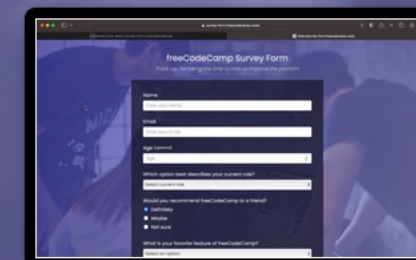 freeCodeCamp Survey Form
Thank you for taking the time to help us improve the platform
Name
Enter your name
Email
Enter your Email
Age (optional)
Age
Which option best describes your current role?
Select current role
Would you recommend freeCodeCamp to a friend?
Definitely
Maybe
Not sure
What is your favorite feature of freeCodeCamp?
Select an option